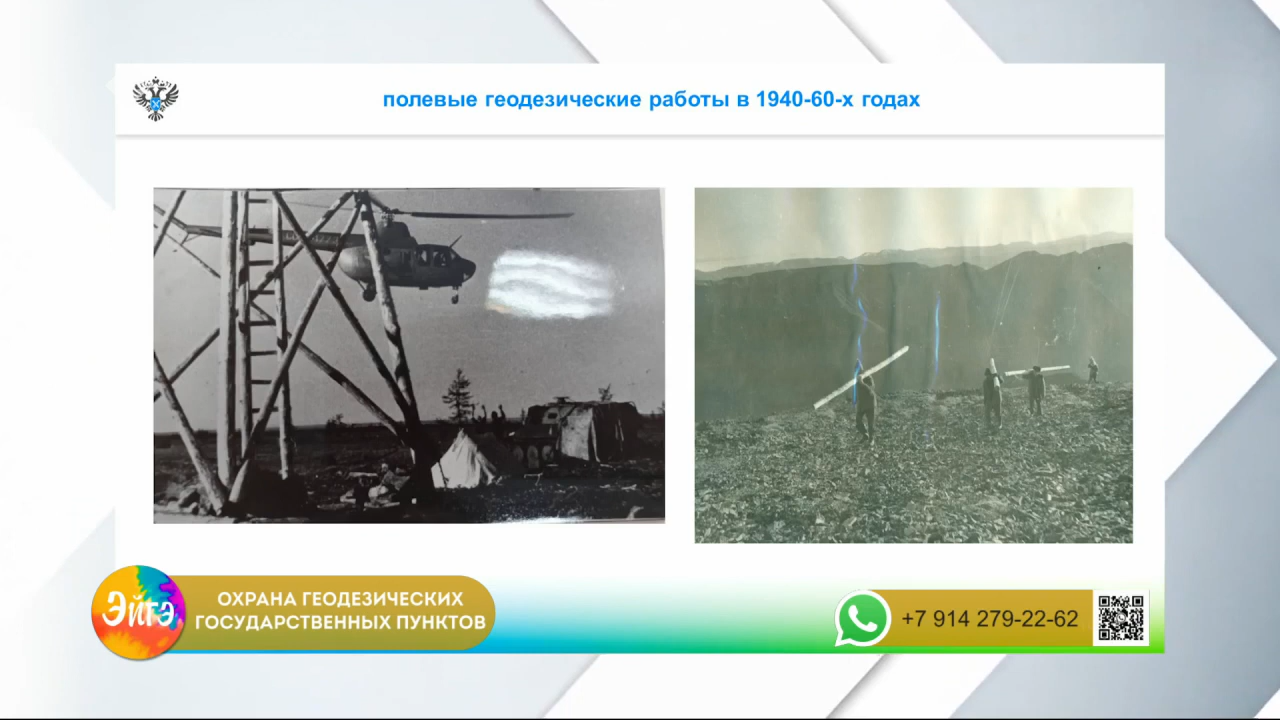 полевые геодезические работы в 1940-60-х годах
Эйгэ
ОХРАНА ГЕОДЕЗИЧЕСКИХ
ГОСУДАРСТВЕННЫХ ПУНКТОВ
+7 914 279-22-62